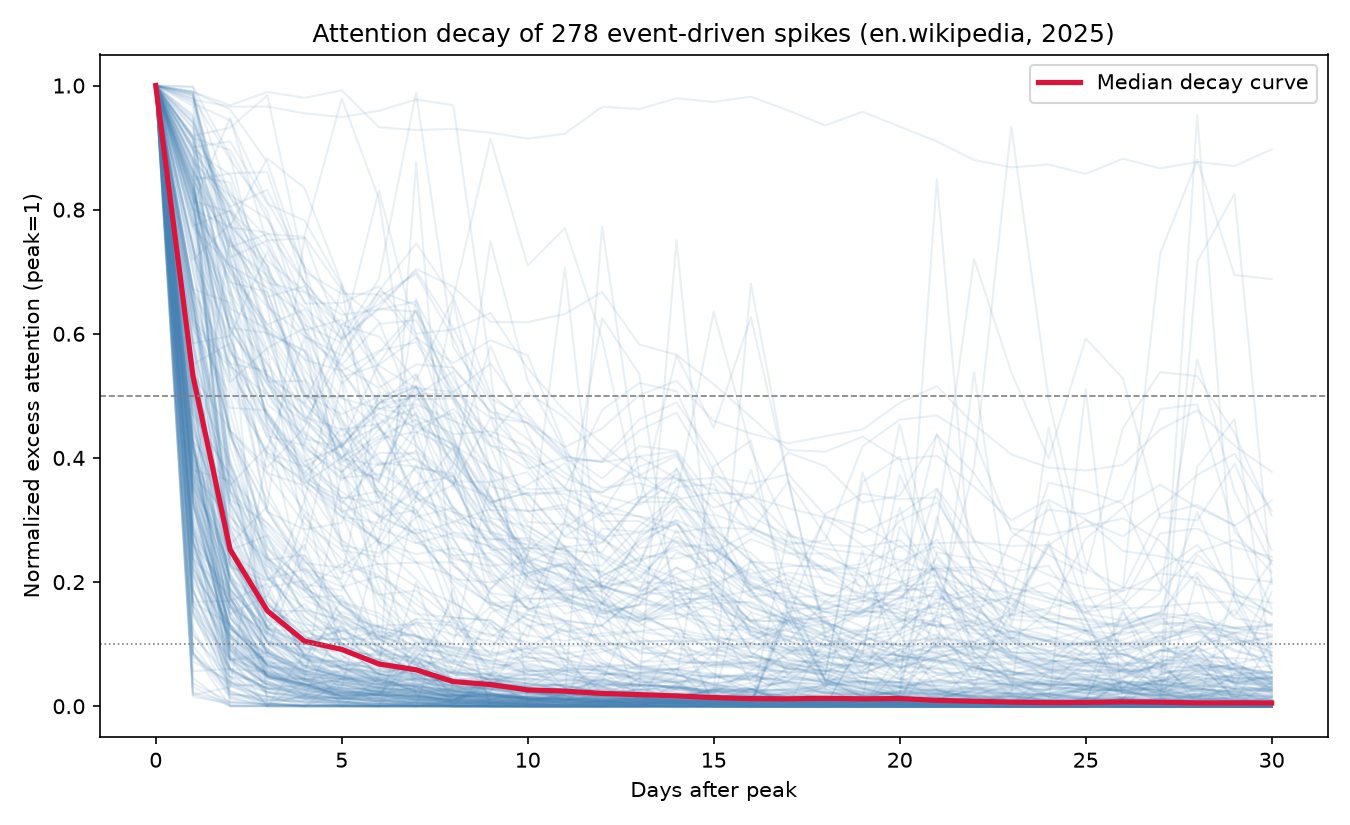 Attention decay of 278 event-driven spikes (en.wikipedia, 2025)
Median decay curve
Normalized excess attention (peak=1)
1.0
0.8
0.6
0.4
0.2
0.0
0 5 10 15 20 25 30
Days after peak